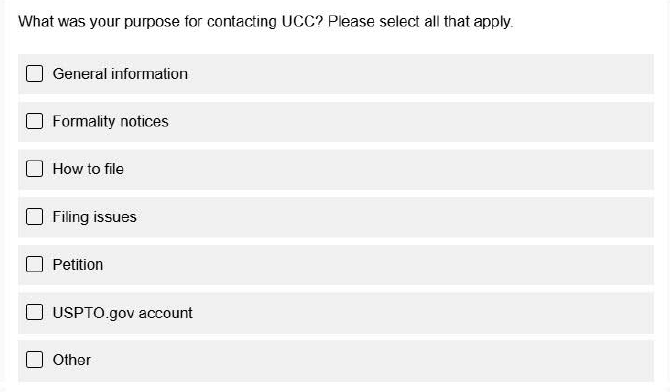 What was your purpose for contacting UCC? Please select all that apply.
General information
Formality notices
How to file
Filing issues
Petition
USPTO.gov account
Other